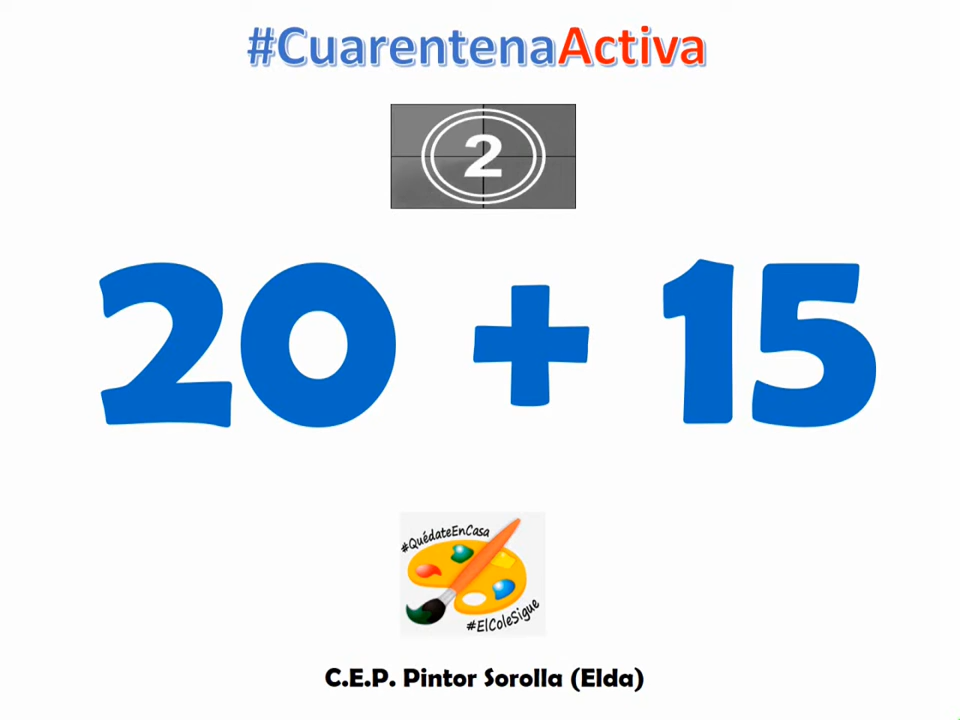 #CuarentenaActiva
2
20 + 15
#QuédateEnCasa
#ElColeSigue
C.E.P. Pintor Sorolla (Elda)